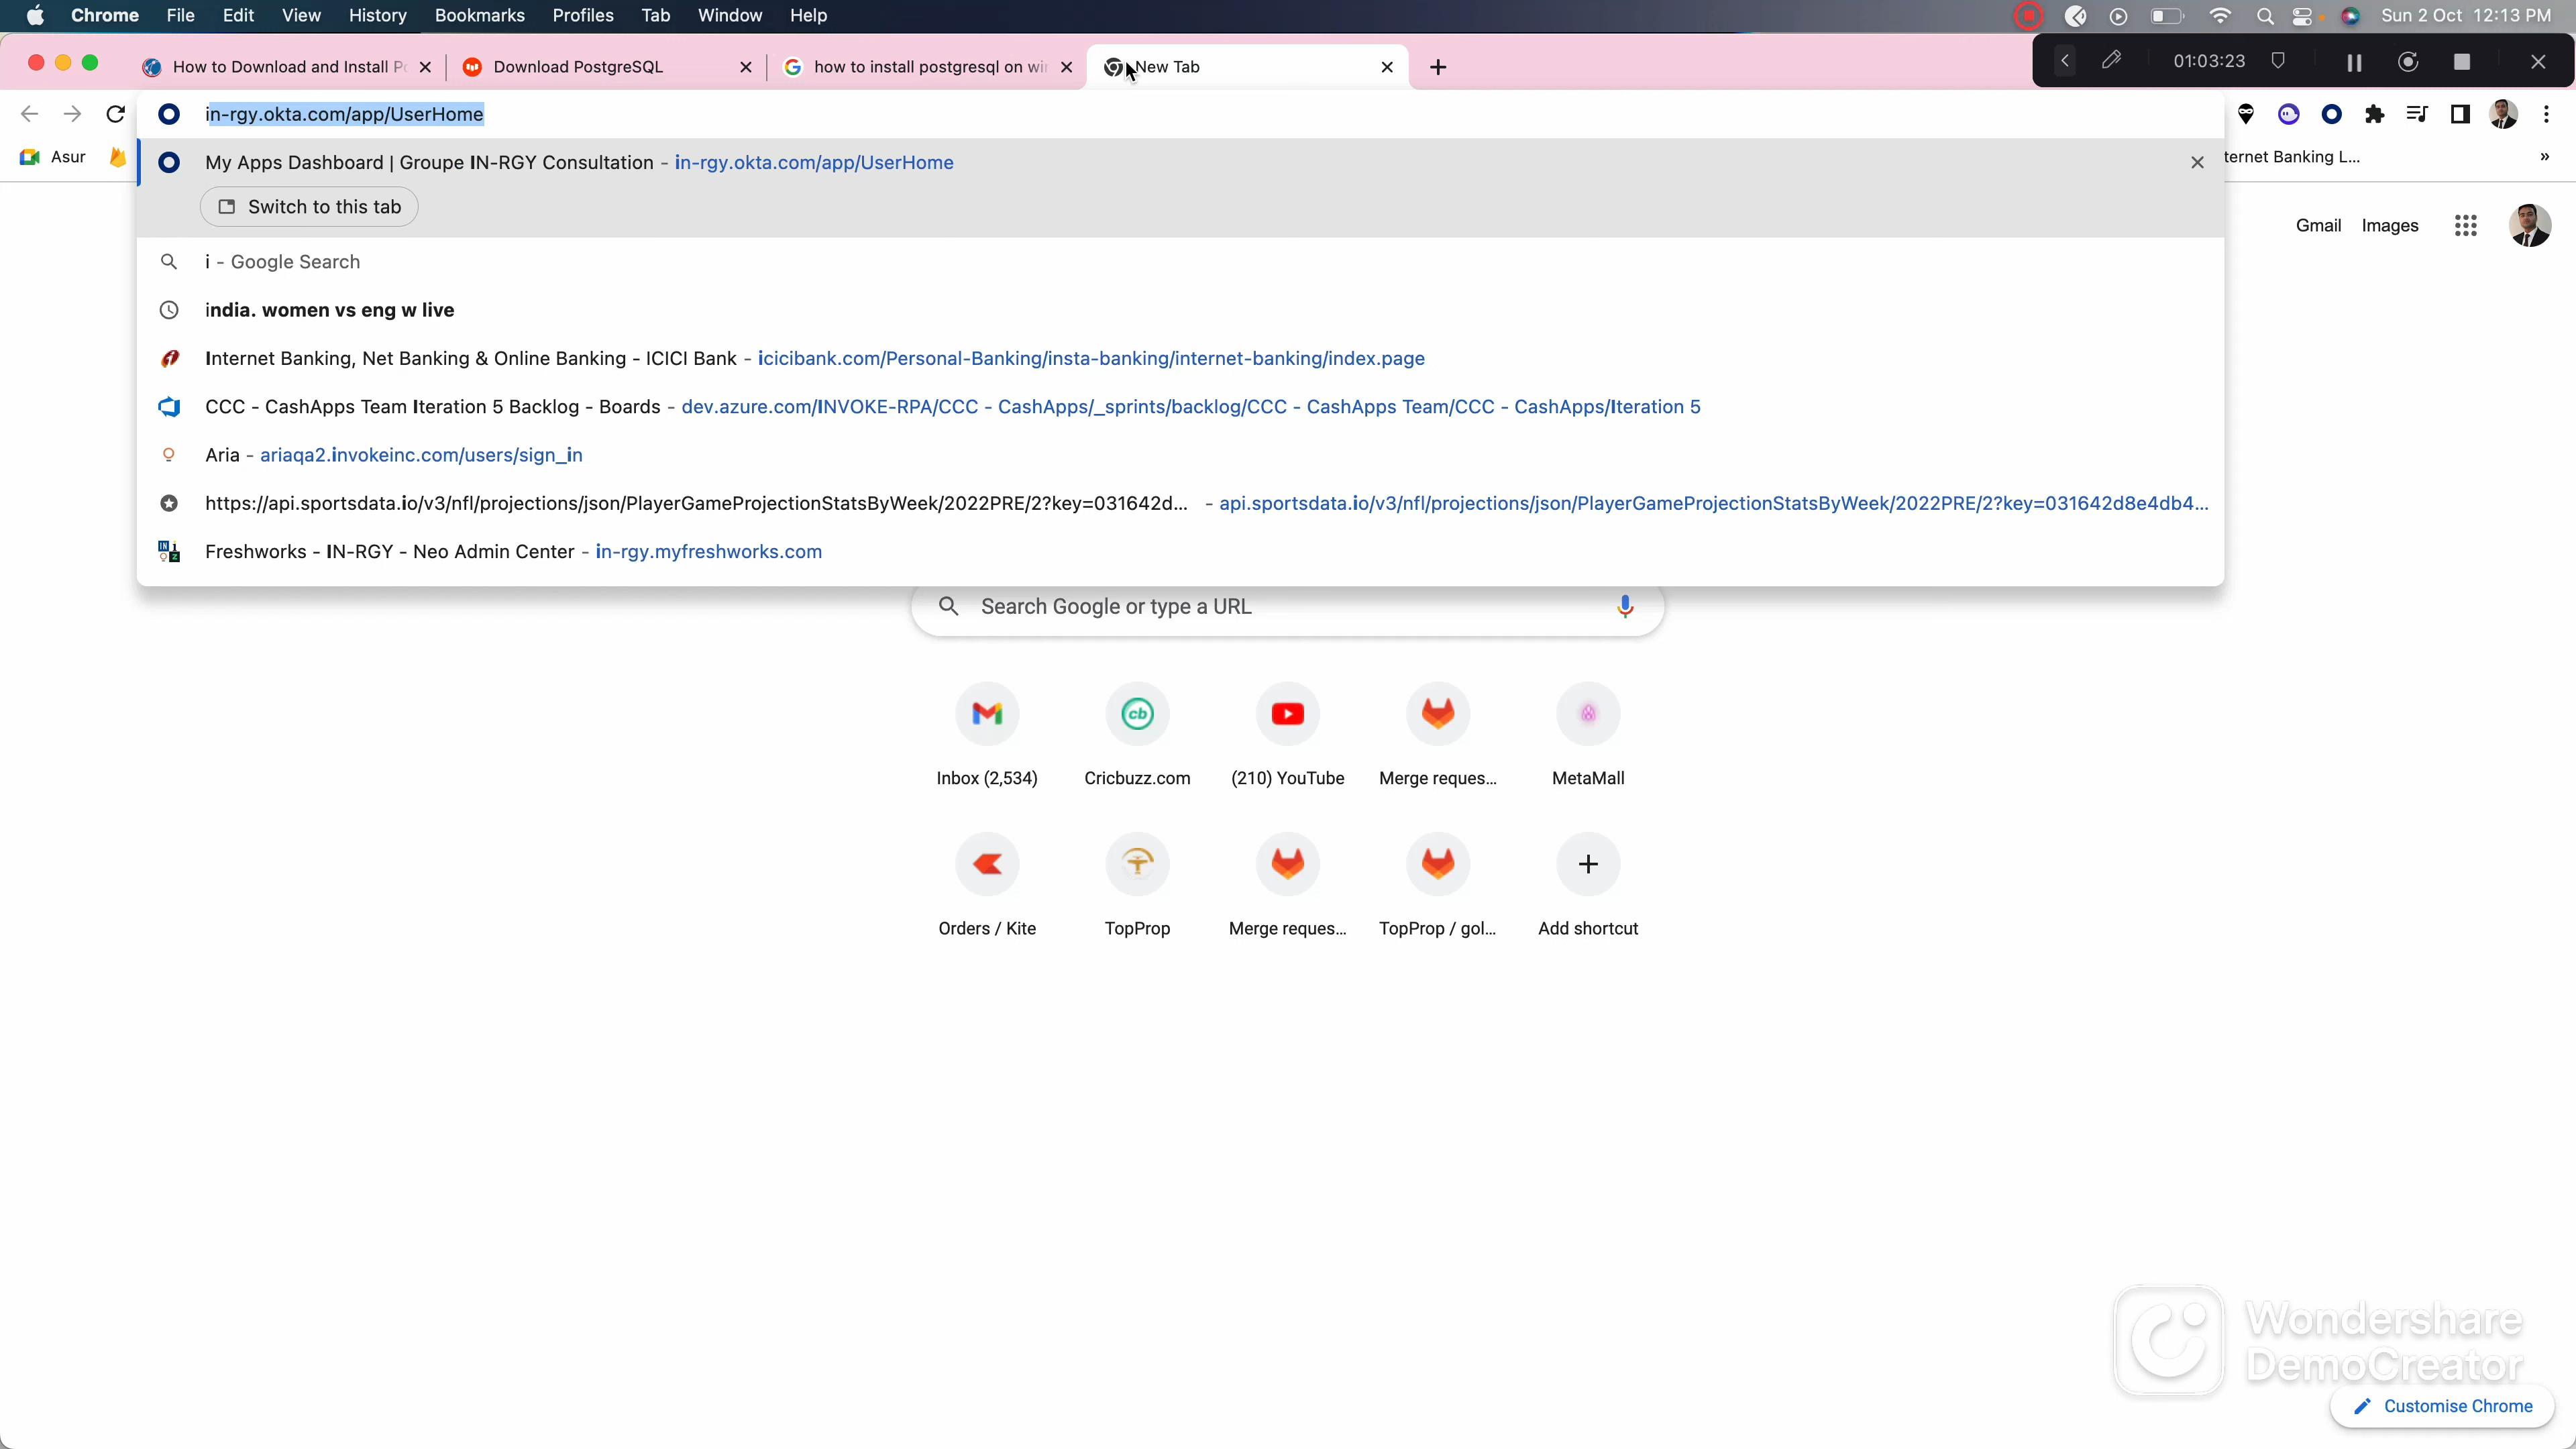 Chrome File Edit View History Bookmarks Profiles Tab Window Help Sun 2 Oct 12:13 PM
How to Download and Install Po Download PostgreSQL how to install postgresql on wi New Tab 01:03:23
in-rgy.okta.com/app/UserHome
Asur ternet Banking L... »
My Apps Dashboard | Groupe IN-RGY Consultation - in-rgy.okta.com/app/UserHome
Switch to this tab
Gmail Images
i - Google Search
india. women vs eng w live
Internet Banking, Net Banking & Online Banking - ICICI Bank - icicibank.com/Personal-Banking/insta-banking/internet-banking/index.page
CCC - CashApps Team Iteration 5 Backlog - Boards - dev.azure.com/INVOKE-RPA/CCC - CashApps/_sprints/backlog/CCC - CashApps Team/CCC - CashApps/Iteration 5
Aria - ariaqa2.invokeinc.com/users/sign_in
https://api.sportsdata.io/v3/nfl/projections/json/PlayerGameProjectionStatsByWeek/2022PRE/2?key=031642d... - api.sportsdata.io/v3/nfl/projections/json/PlayerGameProjectionStatsByWeek/2022PRE/2?key=031642d8e4db4...
Freshworks - IN-RGY - Neo Admin Center - in-rgy.myfreshworks.com
Search Google or type a URL
Inbox (2,534) Cricbuzz.com (210) YouTube Merge reques... MetaMall
Orders / Kite TopProp Merge reques... TopProp / gol... Add shortcut
Wondershare
DemoCreator
Customise Chrome